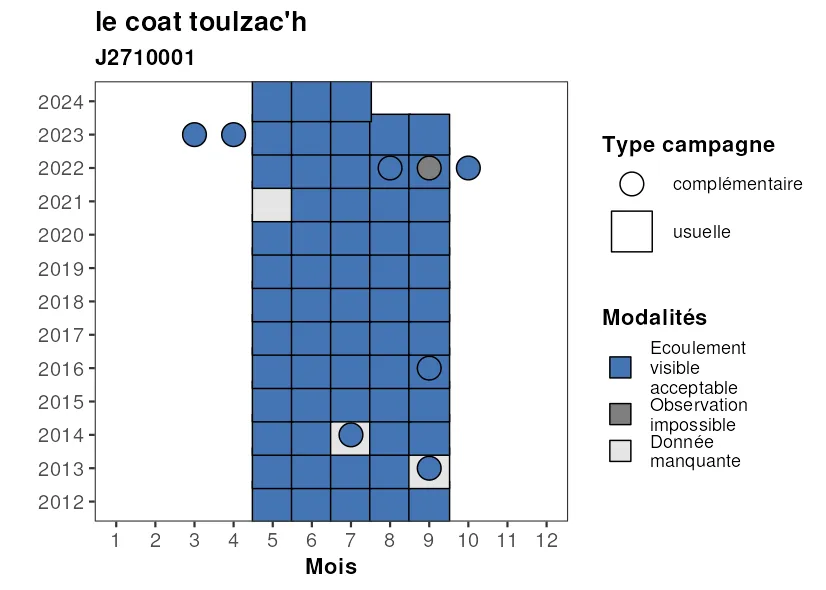 le coat toulzac'h
J2710001
2024
2023
2022
2021
2020
2019
2018
2017
2016
2015
2014
2013
2012
1 2 3 4 5 6 7 8 9 10 11 12
Mois
Type campagne
complémentaire
usuelle
Modalités
Ecoulement
visible
acceptable
Observation
impossible
Donnée
manquante